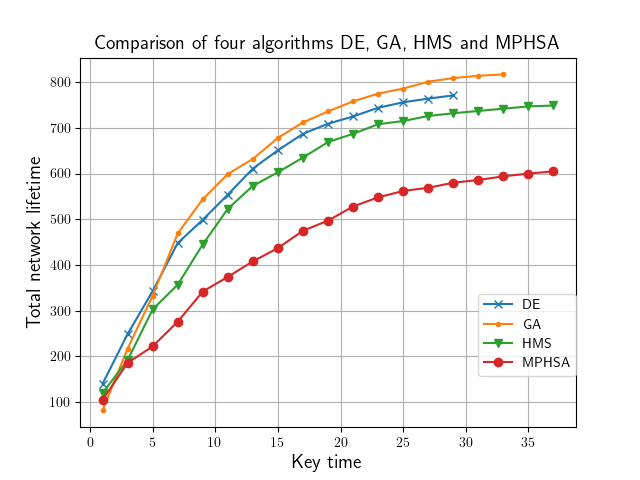 Comparison of four algorithms DE, GA, HMS and MPHSA
Total network lifetime
800
700
600
500
400
300
200
100
0 5 10 15 20 25 30 35
Key time
DE
GA
HMS
MPHSA